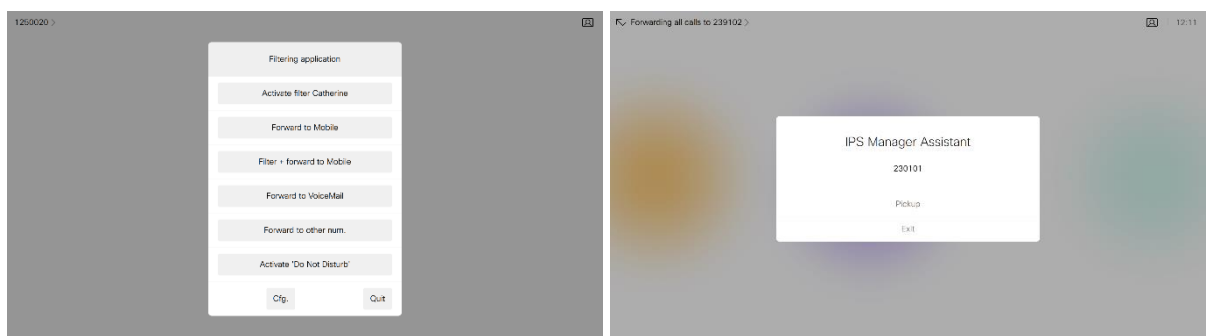 1250020 >
Filtering application
Activate filter Catherine
Forward to Mobile
Filter + forward to Mobile
Forward to VoiceMail
Forward to other num.
Activate 'Do Not Disturb'
Cfg. Quit
Forwarding all calls to 239102 >
12:11
IPS Manager Assistant
230101
Pickup
Exit